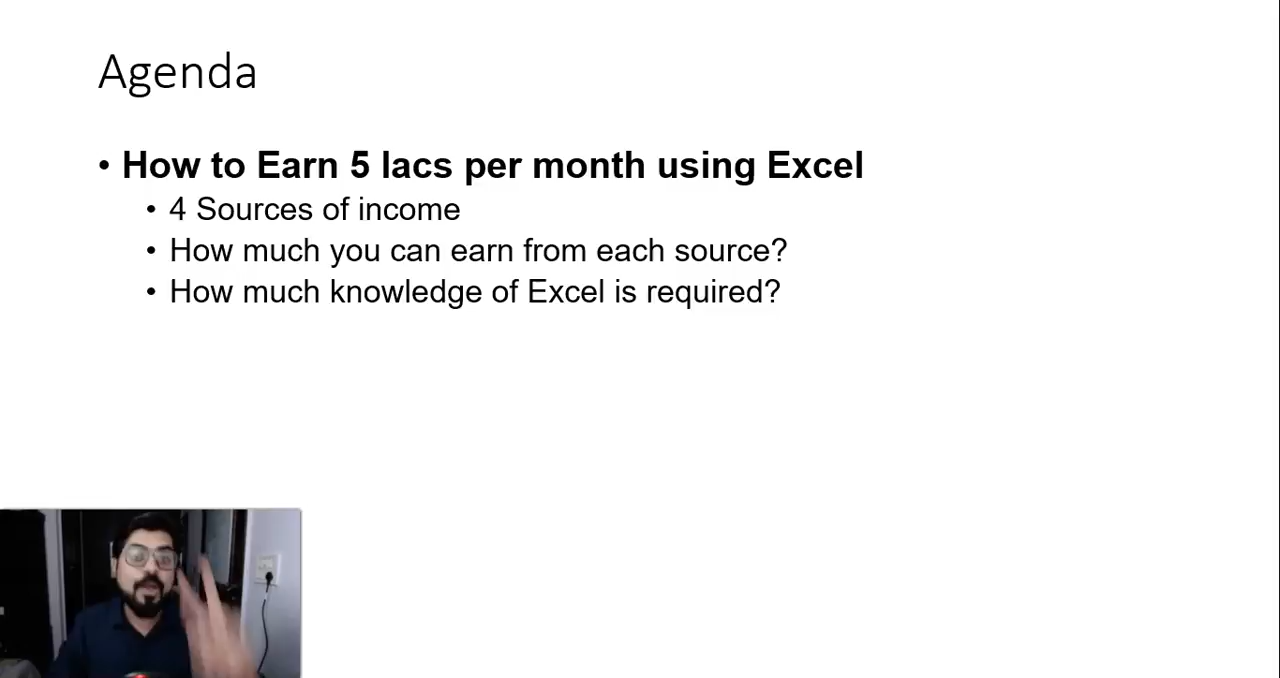 Agenda
• How to Earn 5 lacs per month using Excel
• 4 Sources of income
• How much you can earn from each source?
• How much knowledge of Excel is required?